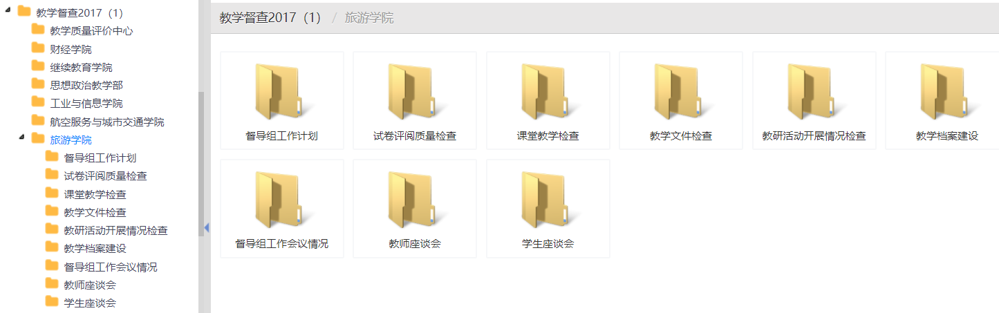 教学督查2017（1）
教学质量评价中心
财经学院
继续教育学院
思想政治教学部
工业与信息学院
航空服务与城市交通学院
旅游学院
督导组工作计划
试卷评阅质量检查
课堂教学检查
教学文件检查
教研活动开展情况检查
教学档案建设
督导组工作会议情况
教师座谈会
学生座谈会
教学督查2017（1） / 旅游学院
督导组工作计划 试卷评阅质量检查 课堂教学检查 教学文件检查 教研活动开展情况检查 教学档案建设
督导组工作会议情况 教师座谈会 学生座谈会